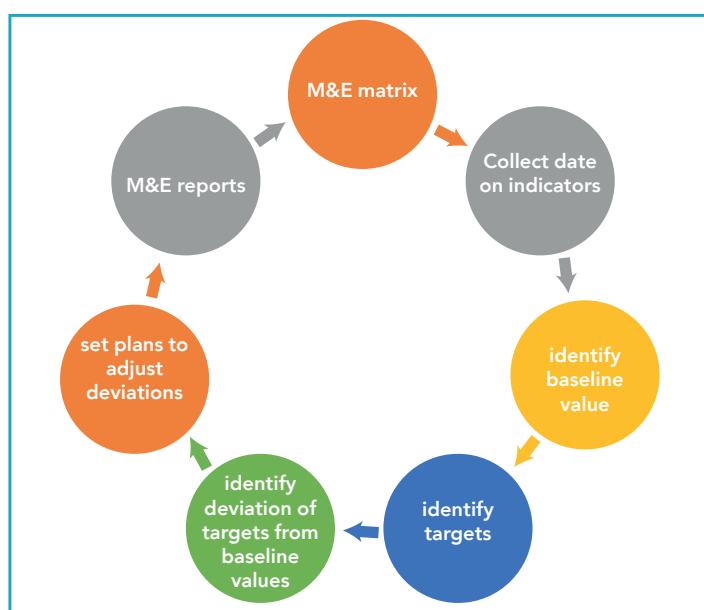 M&E matrix
Collect date
on indicators
identify
baseline
value
identify
targets
identify
deviation of
targets from
baseline
values
set plans to
adjust
deviations
M&E reports